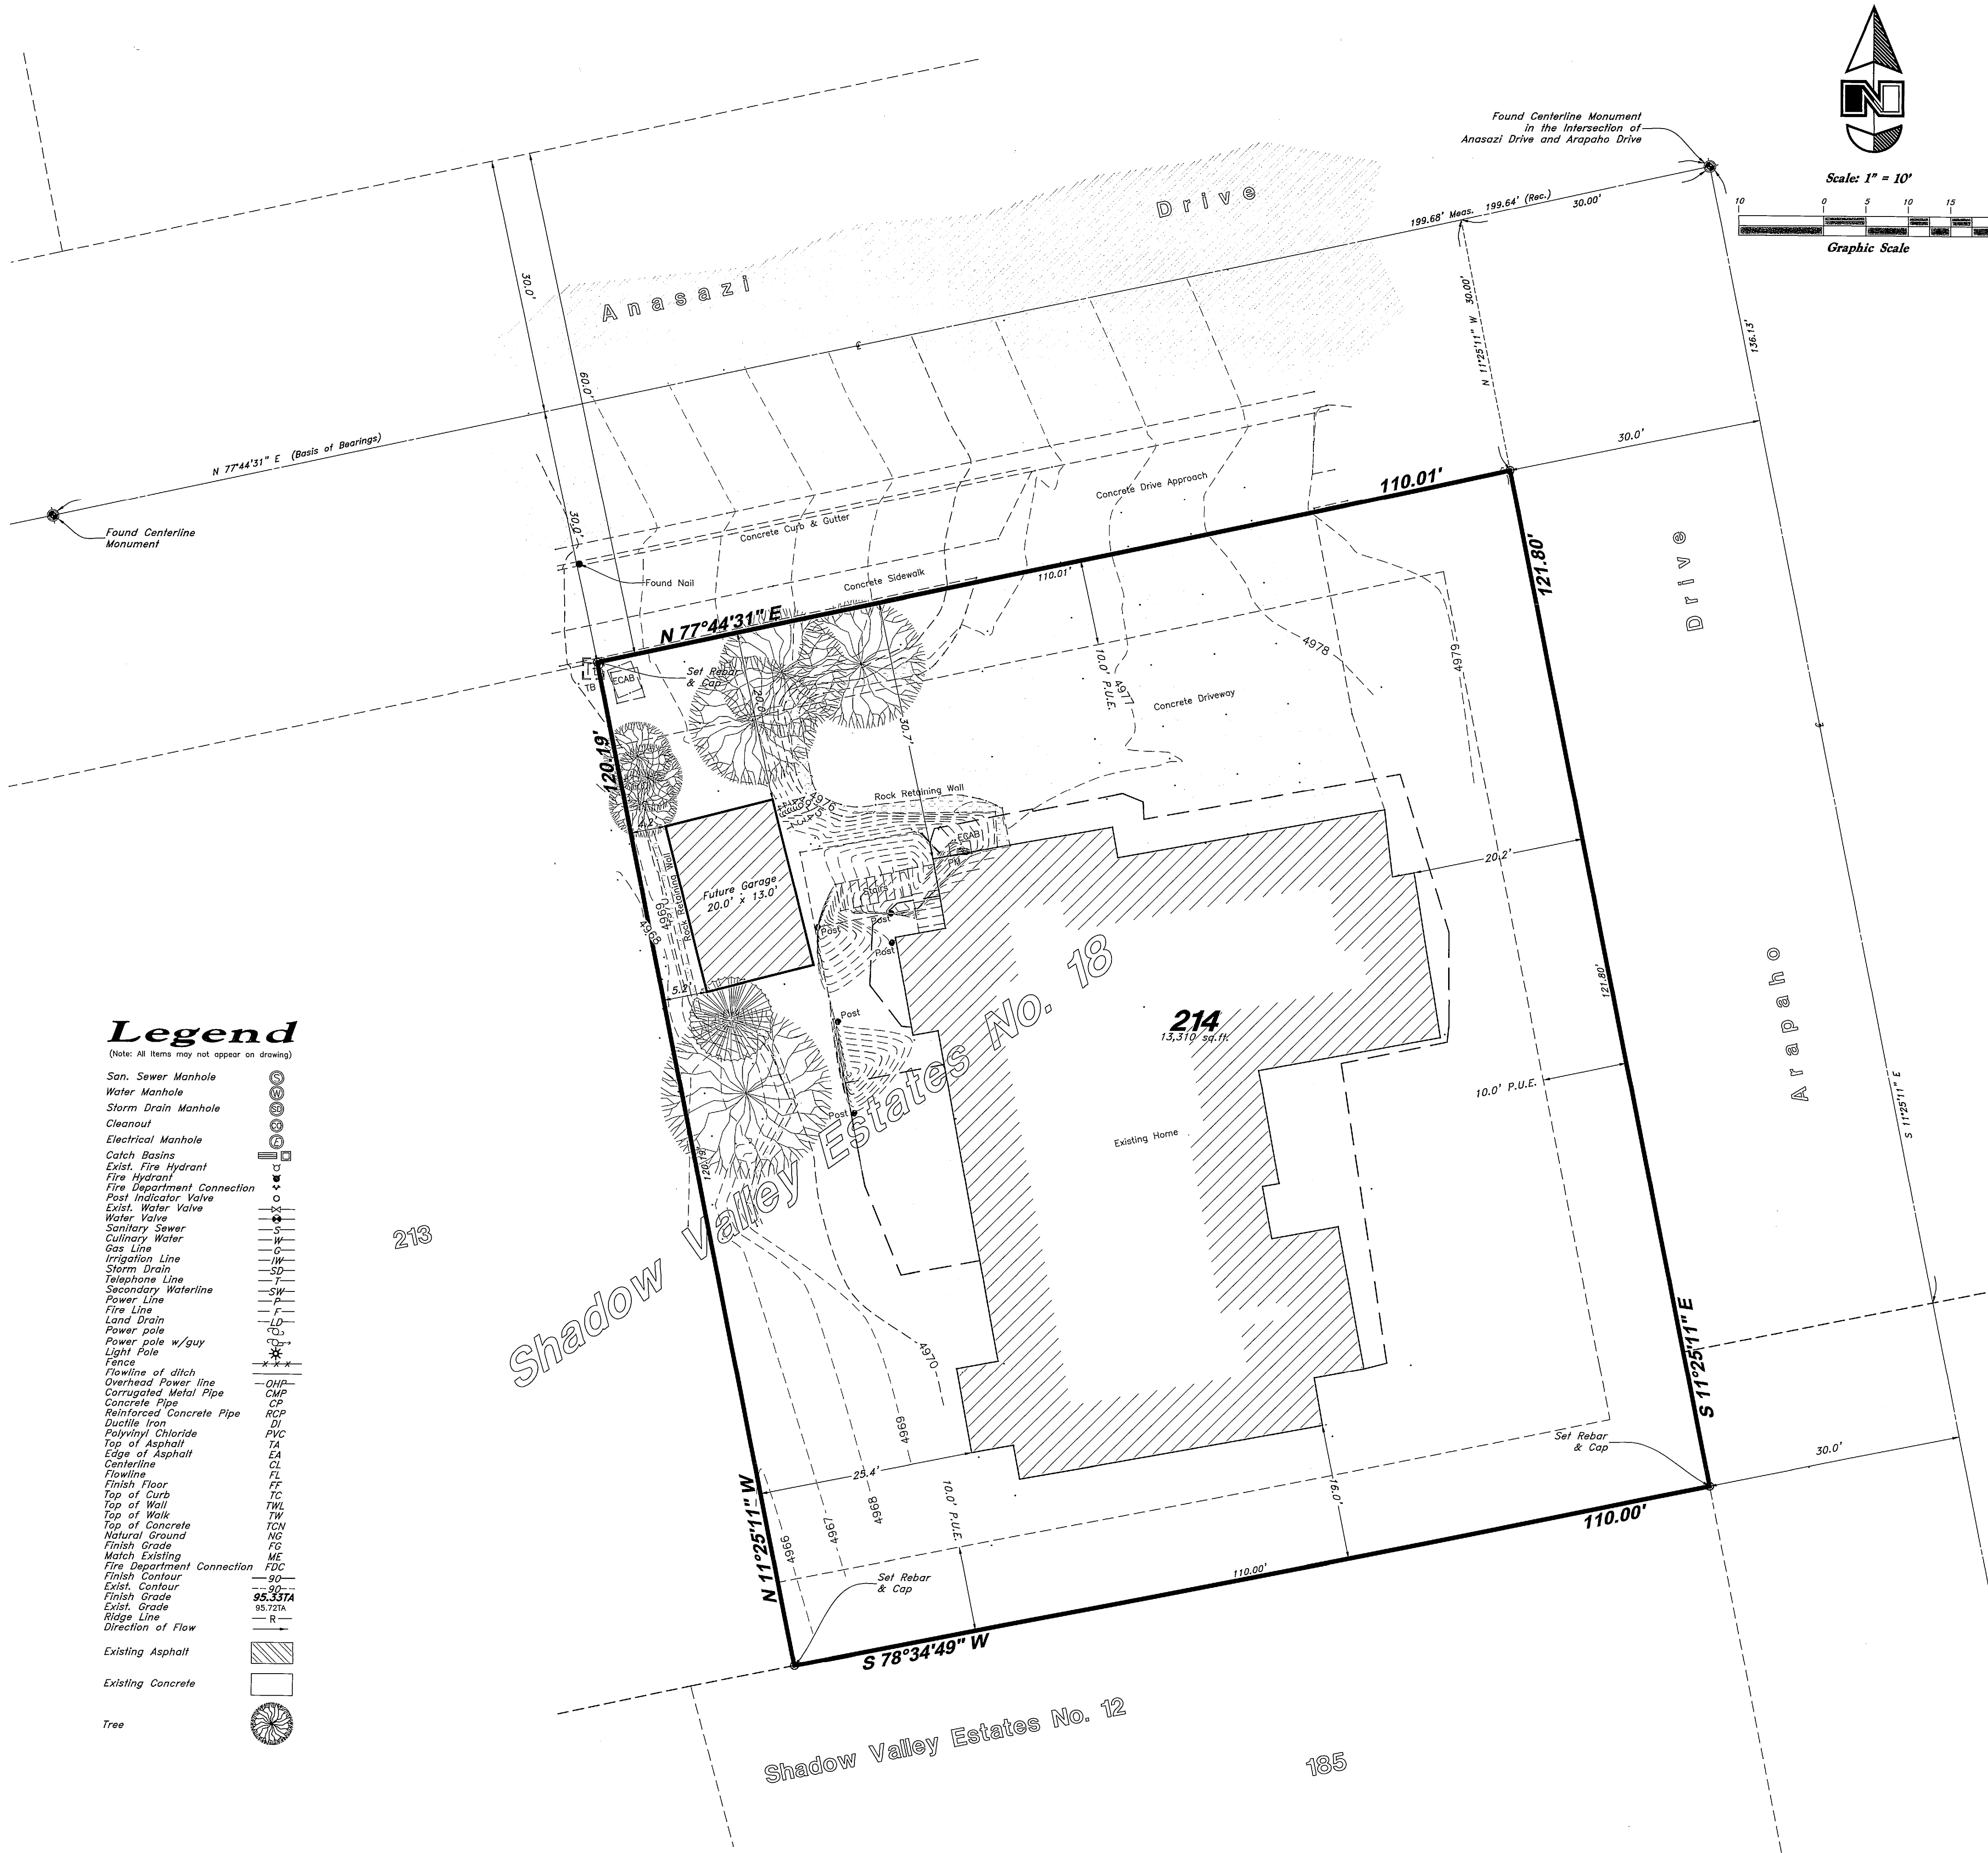 Found Centerline Monument
in the Intersection of
Anasazi Drive and Arapaho Drive
N
Scale: 1" = 10'
10 0 5 10 15
Graphic Scale
199.68' Meas. 199.64' (Rec.)
30.00'
Anasazi Drive
30.0'
60.0'
N 11°25'11" W 30.00'
136.13'
N 77°44'31" E (Basis of Bearings)
Found Centerline
Monument
30.0'
30.0'
Concrete Drive Approach
110.01'
Concrete Curb & Gutter
Found Nail
Concrete Sidewalk
110.01'
121.80'
N 77°44'31" E
Set Rebar
& Cap
TB
ECAB
20.0'
30.7'
10.0' P.U.E.
4977
4978
4979
Concrete Driveway
120.19'
Rock Retaining Wall
4976
4.2'
ECAB
PM
Future Garage
20.0' x 13.0'
Rock Retaining Wall
4969
4968
Stairs
Post
Post
Post
5.2'
Post
Post
20.2'
Drive
Arapaho
214
13,310 sq.ft.
121.80'
10.0' P.U.E.
Existing Home
S 11°25'11" E
Shadow Valley Estates No. 18
120.19'
213
4970
4969
4968
4967
4966
25.4'
10.0' P.U.E.
16.0'
S 11°25'11" E
Set Rebar
& Cap
30.0'
N 11°25'11" W
Set Rebar
& Cap
110.00'
110.00'
S 78°34'49" W
Shadow Valley Estates No. 12
185
Legend
(Note: All Items may not appear on drawing)
San. Sewer Manhole S
Water Manhole W
Storm Drain Manhole SD
Cleanout CO
Electrical Manhole E
Catch Basins
Exist. Fire Hydrant
Fire Hydrant
Fire Department Connection
Post Indicator Valve
Exist. Water Valve
Water Valve
Sanitary Sewer S
Culinary Water W
Gas Line G
Irrigation Line IW
Storm Drain SD
Telephone Line T
Secondary Waterline SW
Power Line P
Fire Line F
Land Drain LD
Power pole
Power pole w/guy
Light Pole
Fence x x x
Flowline of ditch
Overhead Power line OHP
Corrugated Metal Pipe CMP
Concrete Pipe CP
Reinforced Concrete Pipe RCP
Ductile Iron DI
Polyvinyl Chloride PVC
Top of Asphalt TA
Edge of Asphalt EA
Centerline CL
Flowline FL
Finish Floor FF
Top of Curb TC
Top of Wall TWL
Top of Walk TW
Top of Concrete TCN
Natural Ground NG
Finish Grade FG
Match Existing ME
Fire Department Connection FDC
Finish Contour 90
Exist. Contour 90
Finish Grade 95.33TA
Exist. Grade 95.72TA
Ridge Line R
Direction of Flow
Existing Asphalt
Existing Concrete
Tree